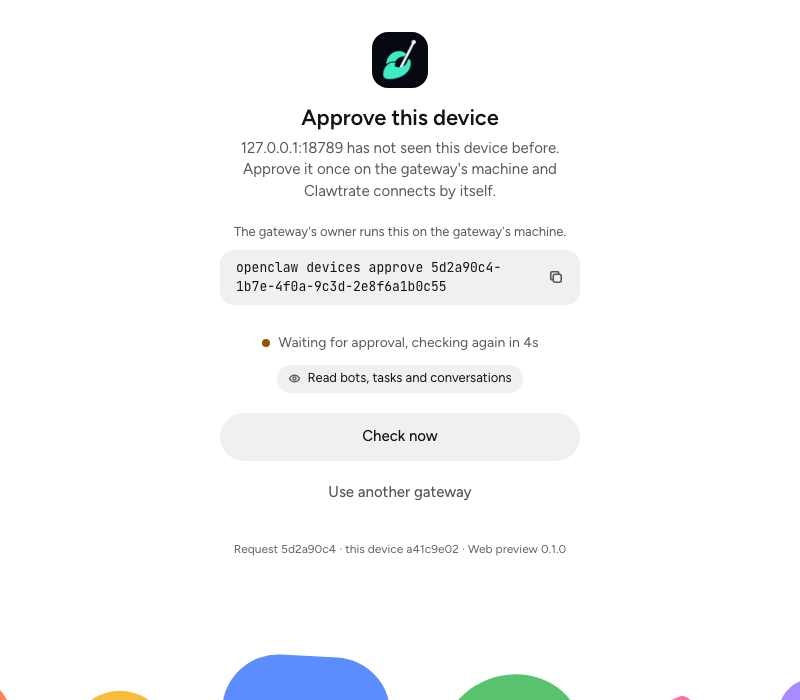 Approve this device
127.0.0.1:18789 has not seen this device before.
Approve it once on the gateway's machine and
Clawtrate connects by itself.
The gateway's owner runs this on the gateway's machine.
openclaw devices approve 5d2a90c4-
1b7e-4f0a-9c3d-2e8f6a1b0c55
Waiting for approval, checking again in 4s
Read bots, tasks and conversations
Check now
Use another gateway
Request 5d2a90c4 · this device a41c9e02 · Web preview 0.1.0